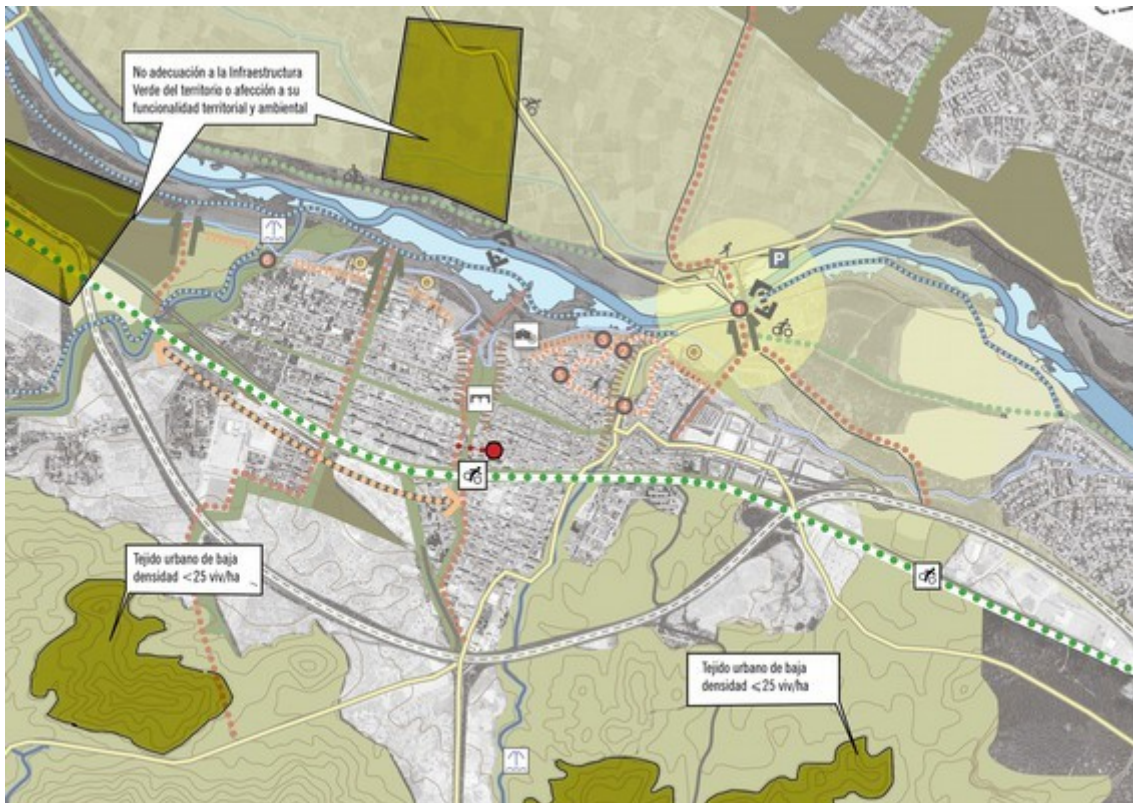 No adecuación a la Infraestructura
Verde del territorio o afección a su
funcionalidad territorial y ambiental
P
1
Tejido urbano de baja
densidad <25 viv/ha
Tejido urbano de baja
densidad ⩽25 viv/ha